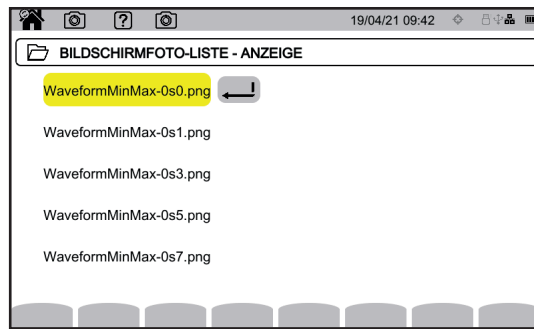 19/04/21 09:42
BILDSCHIRMFOTO-LISTE - ANZEIGE
WaveformMinMax-0s0.png
WaveformMinMax-0s1.png
WaveformMinMax-0s3.png
WaveformMinMax-0s5.png
WaveformMinMax-0s7.png